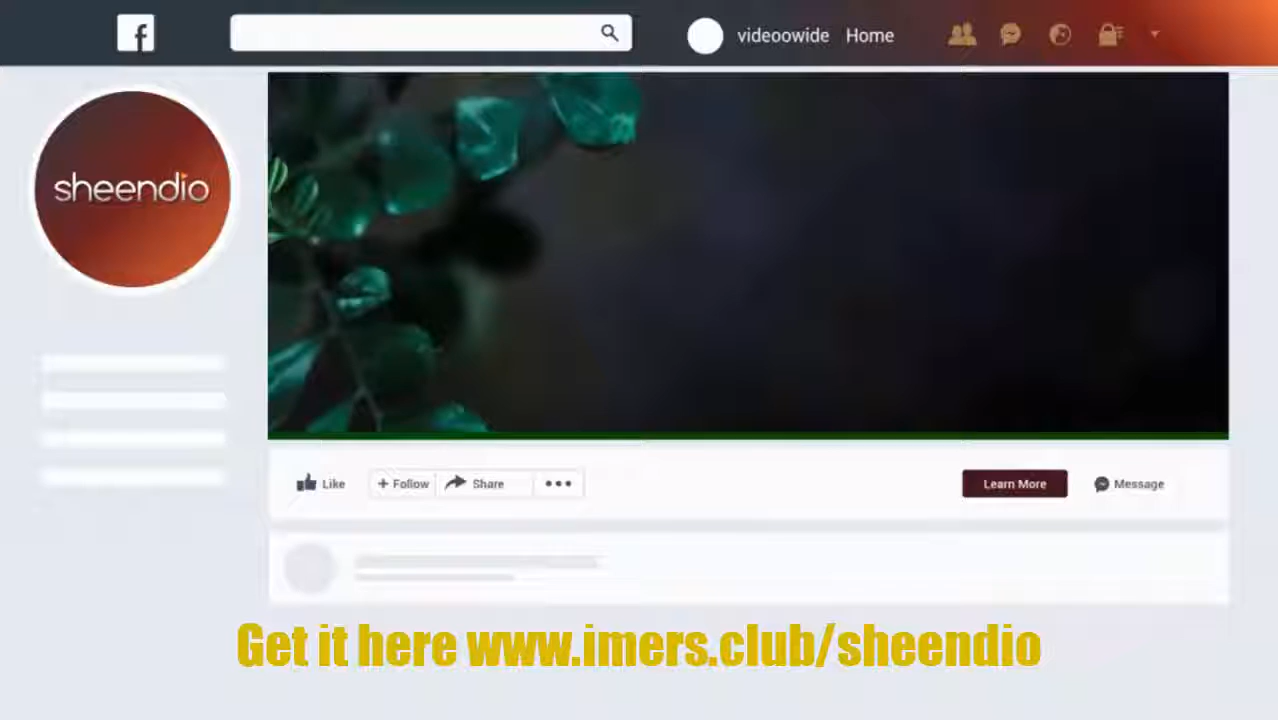 f
videoowide Home
sheendio
Like + Follow Share
Learn More Message
Get it here www.imers.club/sheendio